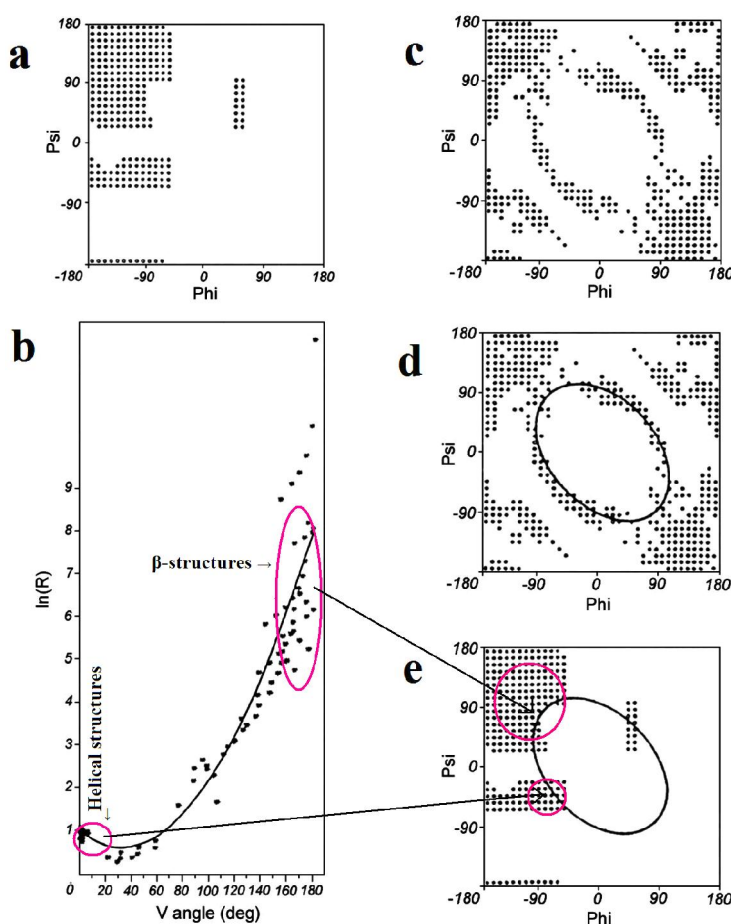 a
180
90
0
-90
-180
Psi
-180 -90 0 90 180
Phi
b
9
8
7
6
5
4
3
2
1
0
ln(R)
β-structures →
Helical structures →
0 20 40 60 80 100 120 140 160 180
V angle (deg)
c
180
90
0
-90
-180
Psi
-180 -90 0 90 180
Phi
d
180
90
0
-90
-180
Psi
-180 -90 0 90 180
Phi
e
180
90
0
-90
-180
Psi
-180 -90 0 90 180
Phi